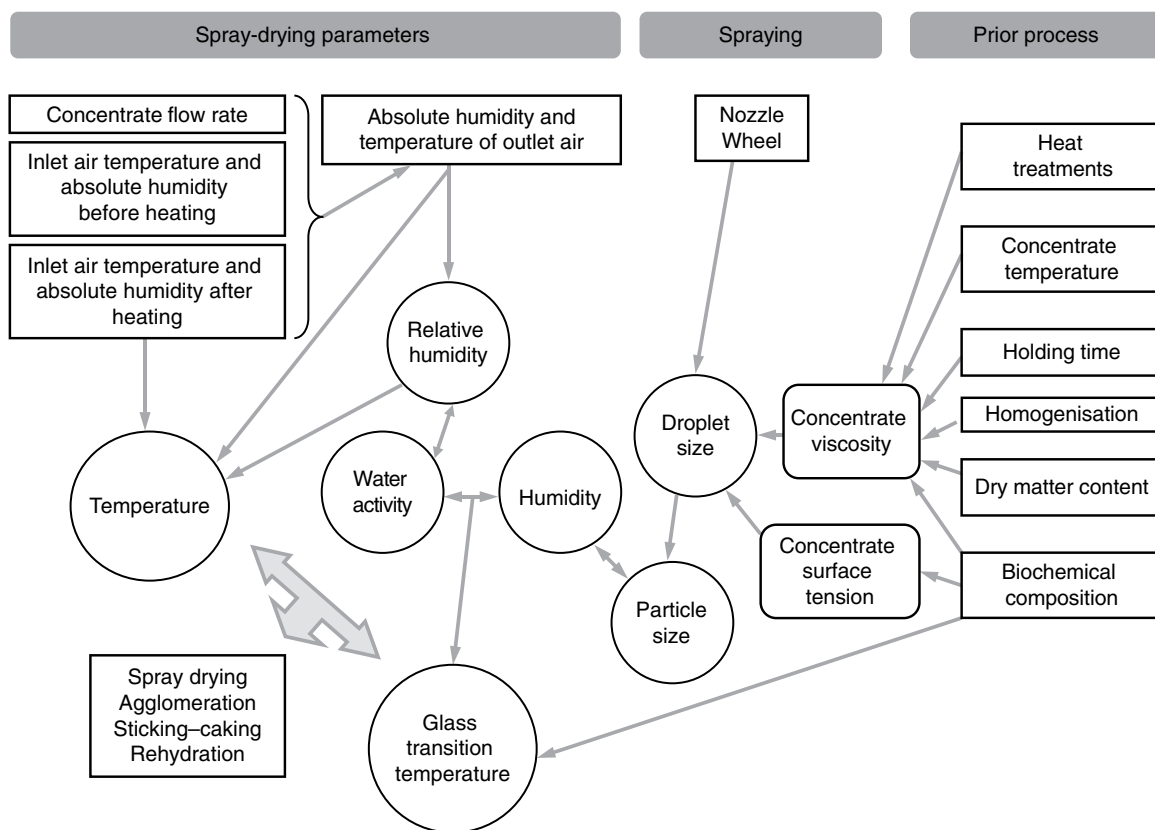 Spray-drying parameters
Spraying
Prior process
Concentrate flow rate
Inlet air temperature and
absolute humidity
before heating
Inlet air temperature and
absolute humidity after
heating
Absolute humidity and
temperature of outlet air
Nozzle
Wheel
Heat
treatments
Concentrate
temperature
Holding time
Homogenisation
Dry matter content
Biochemical
composition
Relative
humidity
Droplet
size
Concentrate
viscosity
Temperature
Water
activity
Humidity
Concentrate
surface
tension
Particle
size
Spray drying
Agglomeration
Sticking–caking
Rehydration
Glass
transition
temperature